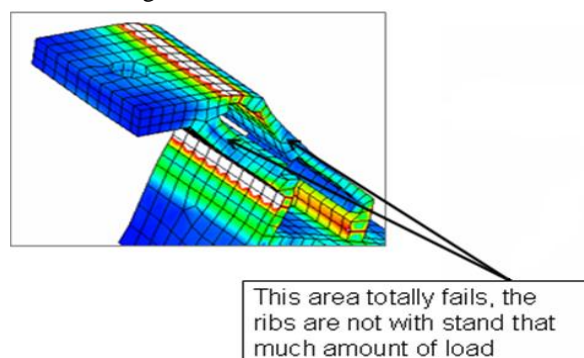 This area totally fails, the
ribs are not with stand that
much amount of load